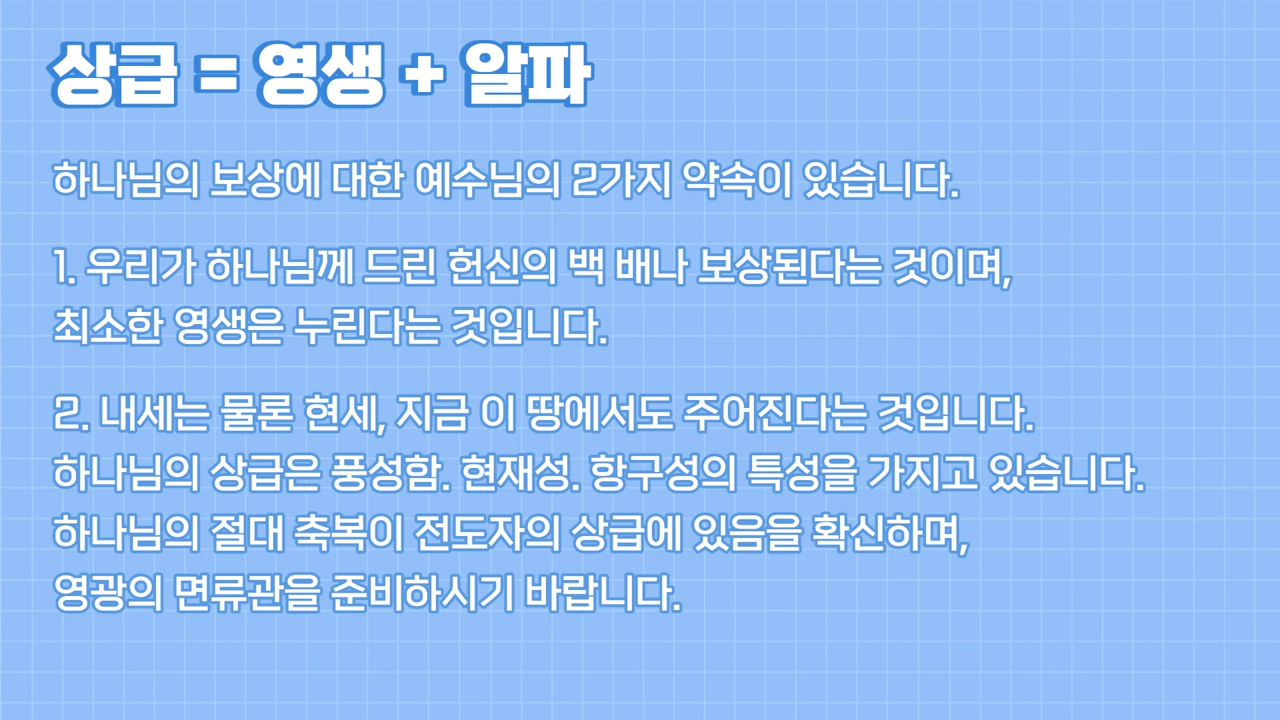 상급 = 영생 + 알파
하나님의 보상에 대한 예수님의 2가지 약속이 있습니다.
1. 우리가 하나님께 드린 헌신의 백 배나 보상된다는 것이며,
최소한 영생은 누린다는 것입니다.
2. 내세는 물론 현세, 지금 이 땅에서도 주어진다는 것입니다.
하나님의 상급은 풍성함. 현재성. 항구성의 특성을 가지고 있습니다.
하나님의 절대 축복이 전도자의 상급에 있음을 확신하며,
영광의 면류관을 준비하시기 바랍니다.